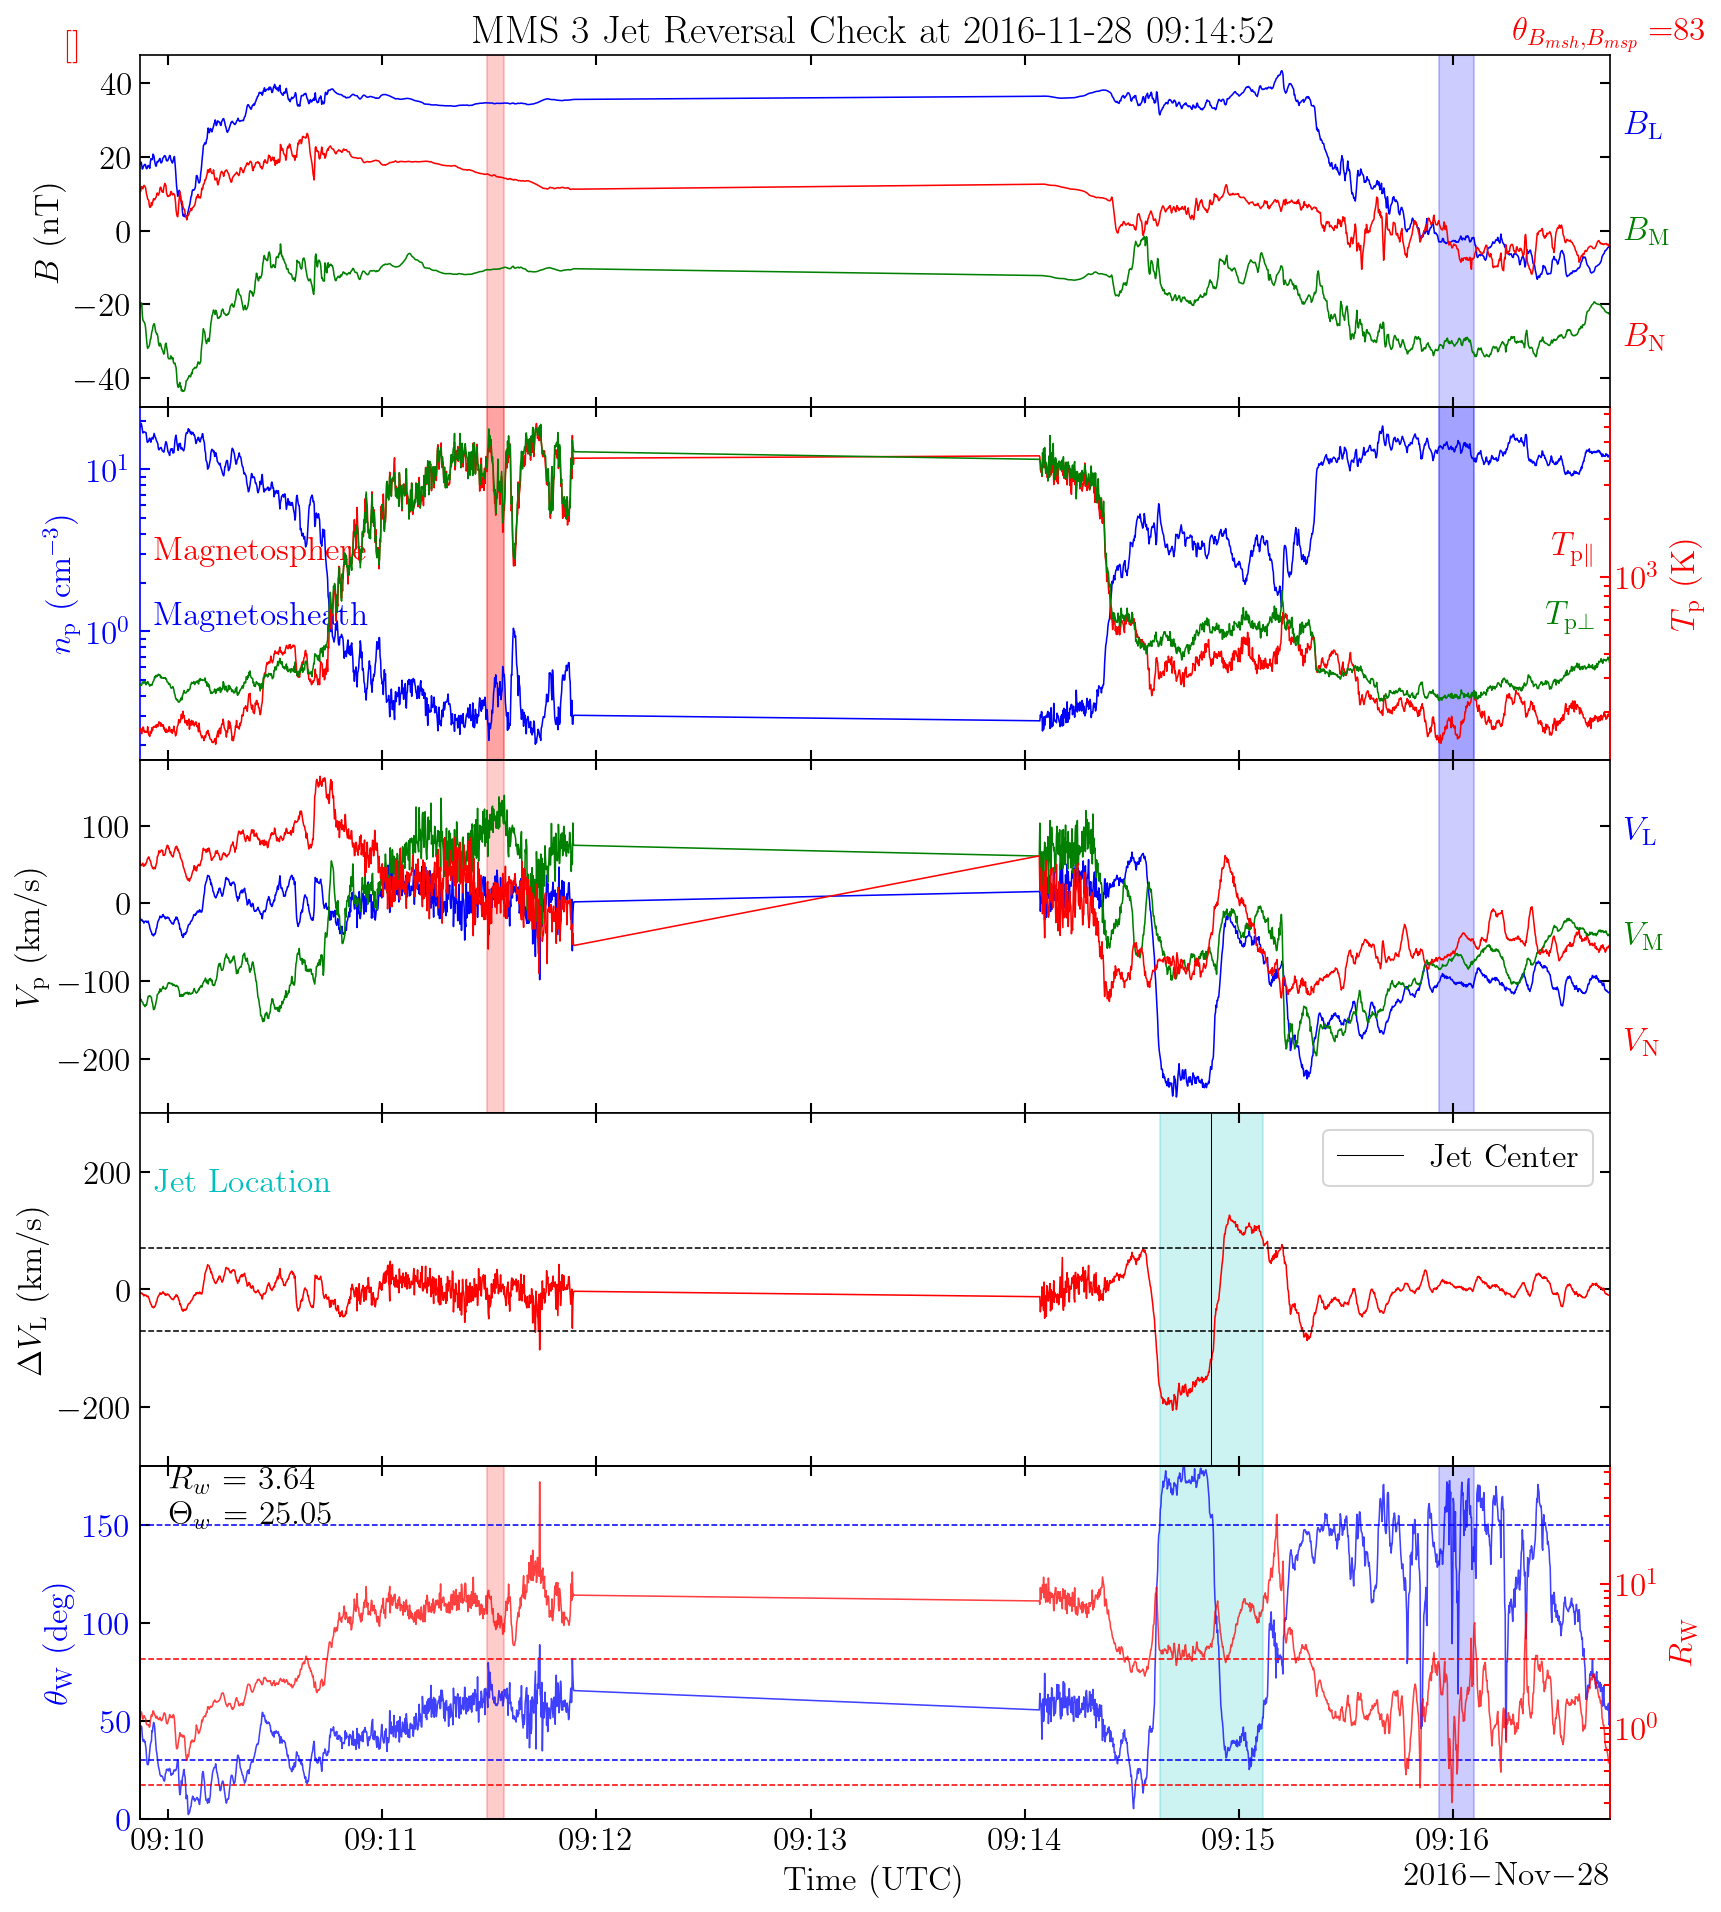 MMS 3 Jet Reversal Check at 2016-11-28 09:14:52
[]
θ_{B_{msh},B_{msp}} =83
B (nT)
40
20
0
−20
−40
B_L
B_M
B_N
n_p (cm^{−3})
10^1
10^0
Magnetosphere
Magnetosheath
T_{p∥}
T_{p⊥}
10^3
T_p (K)
V_p (km/s)
100
0
−100
−200
V_L
V_M
V_N
ΔV_L (km/s)
200
0
−200
Jet Location
Jet Center
R_w = 3.64
Θ_w = 25.05
θ_W (deg)
150
100
50
0
10^1
10^0
R_W
09:10 09:11 09:12 09:13 09:14 09:15 09:16
2016−Nov−28
Time (UTC)